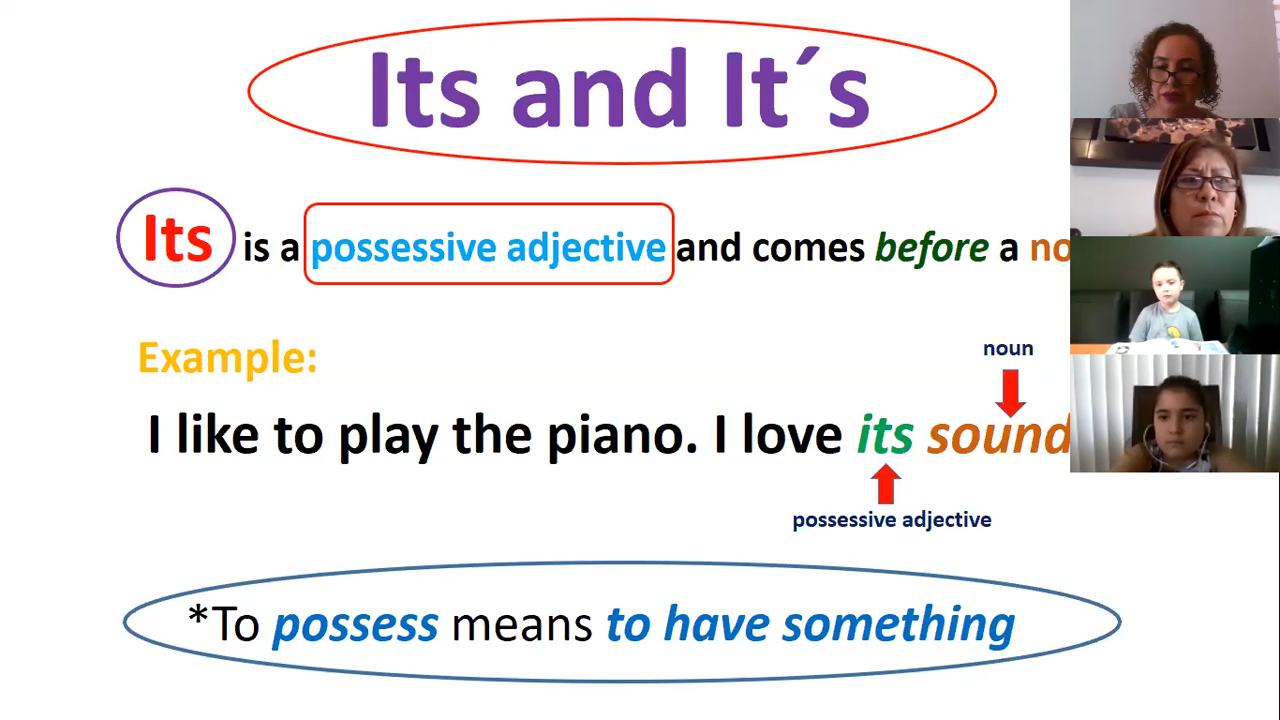 Its and It´s
Its is a possessive adjective and comes before a
Example:
noun
I like to play the piano. I love its sound
possessive adjective
*To possess means to have something